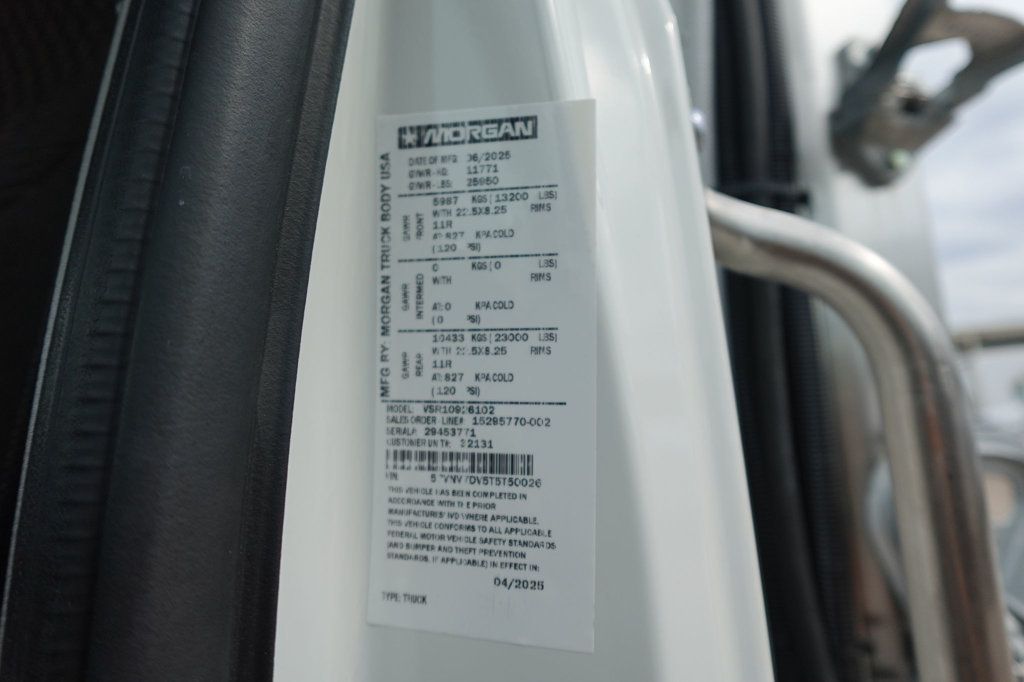 MORGAN
MFG BY: MORGAN TRUCK BODY USA
DATE OF MFG: 06/2025
GVWR-KG: 11771
GVWR-LBS: 25950
GAWR FRONT
5987 KGS ( 13200 LBS)
WITH 22.5X8.25 RIMS
11R
AT: 827 KPA COLD
(120 PSI)
GAWR INTERMED
0 KGS ( 0 LBS)
WITH RIMS
AT: 0 KPA COLD
(0 PSI)
GAWR REAR
10433 KGS ( 23000 LBS)
WITH 22.5X8.25 RIMS
11R
AT: 827 KPA COLD
(120 PSI)
MODEL: VSR10926102
SALES ORDER-LINE#: 15295770-002
SERIAL#: 29453771
CUSTOMER UNIT#: 32131
VIN:
THIS VEHICLE HAS BEEN COMPLETED IN
ACCORDANCE WITH THE PRIOR
MANUFACTURERS' IVD WHERE APPLICABLE.
THIS VEHICLE CONFORMS TO ALL APPLICABLE
FEDERAL MOTOR VEHICLE SAFETY STANDARDS
(AND BUMPER AND THEFT PREVENTION
STANDARDS, IF APPLICABLE) IN EFFECT IN:
04/2025
TYPE: TRUCK